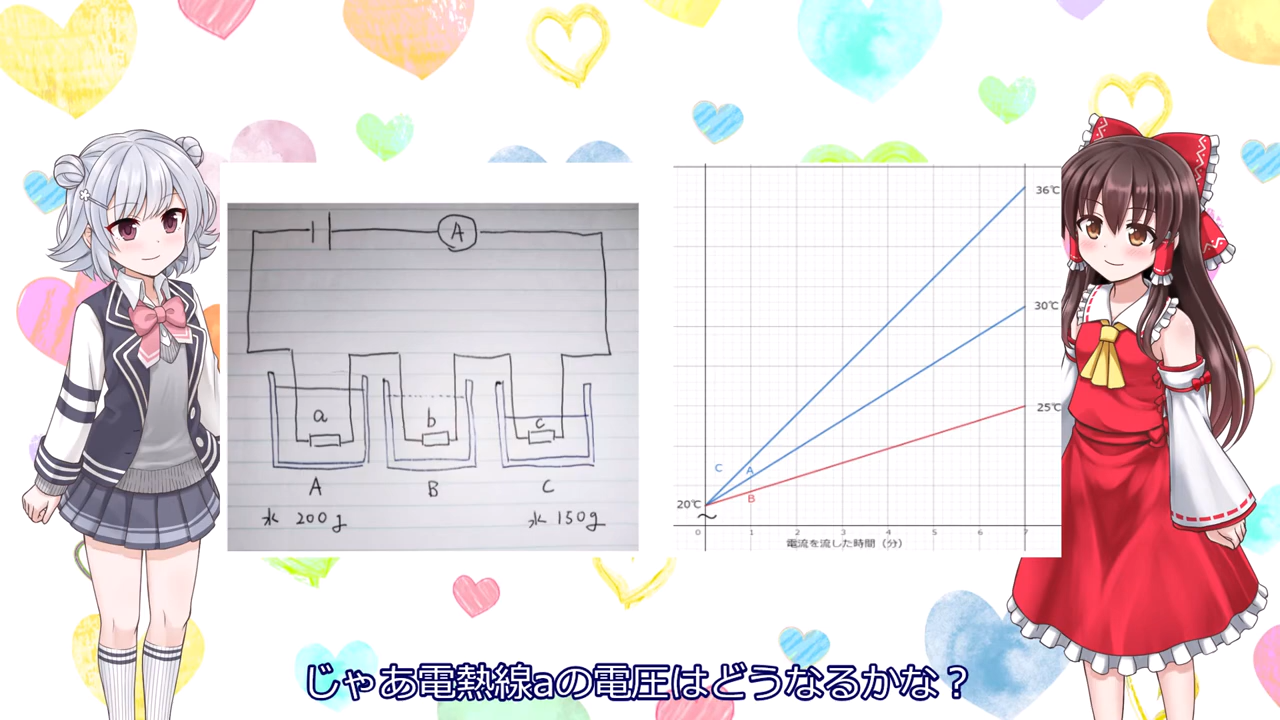 A
a
b
c
A
B
C
水 200g
水 150g
36℃
30℃
25℃
C
A
B
20℃
0 1 2 3 4 5 6 7
電流を流した時間（分）
じゃあ電熱線aの電圧はどうなるかな？